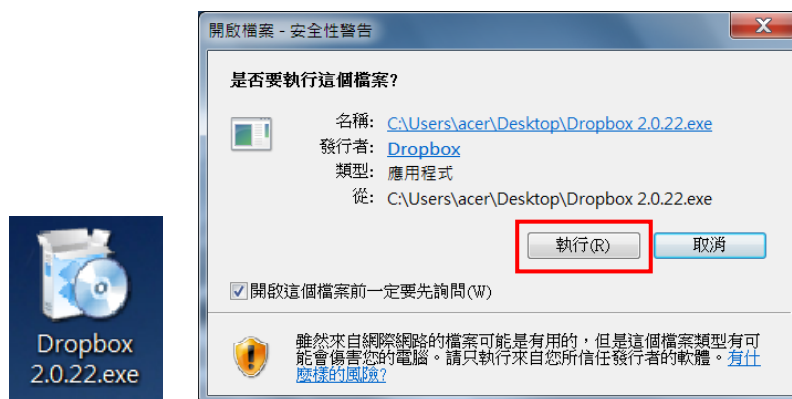 開啟檔案 - 安全性警告
是否要執行這個檔案?
名稱: C:\Users\acer\Desktop\Dropbox 2.0.22.exe
發行者: Dropbox
類型: 應用程式
從: C:\Users\acer\Desktop\Dropbox 2.0.22.exe
執行(R) 取消
開啟這個檔案前一定要先詢問(W)
雖然來自網際網路的檔案可能是有用的，但是這個檔案類型有可
能會傷害您的電腦。請只執行來自您所信任發行者的軟體。有什
麼樣的風險?
Dropbox
2.0.22.exe